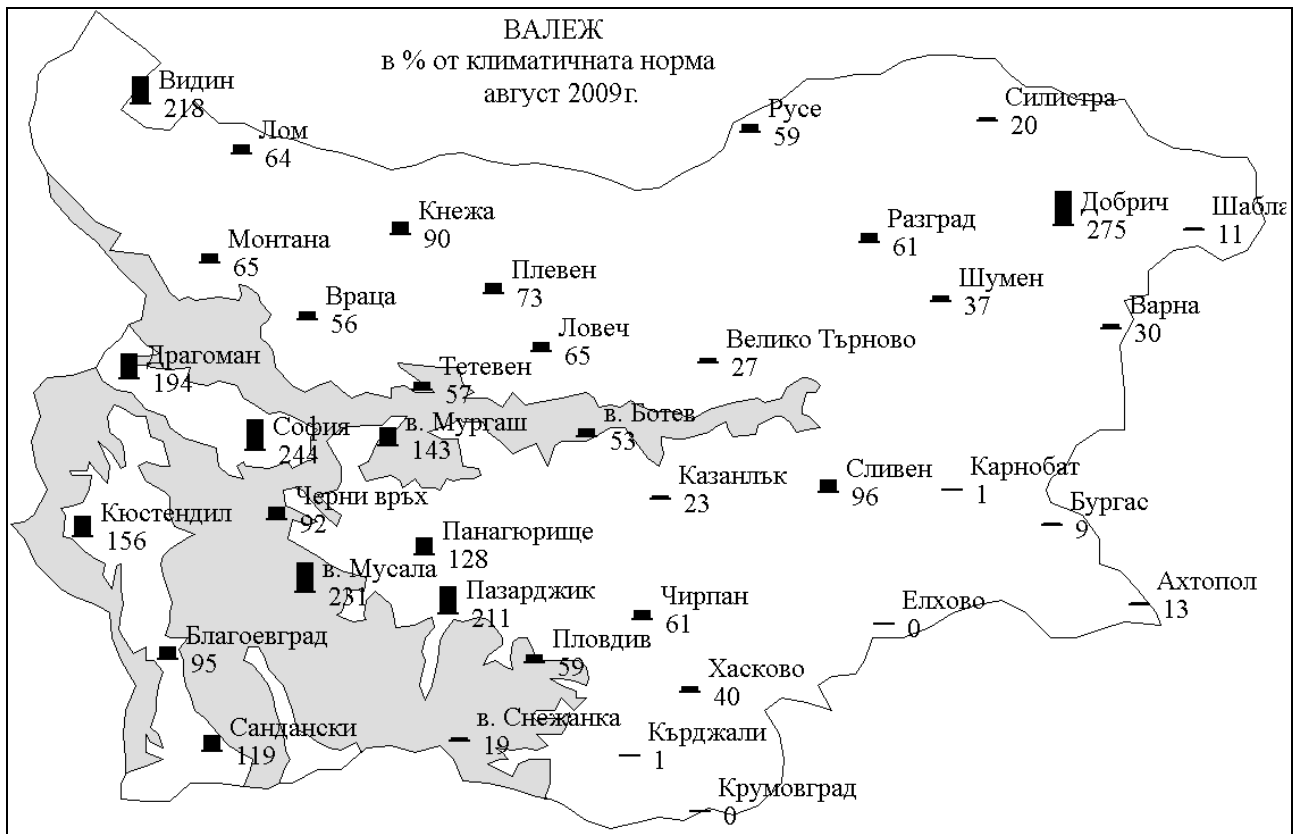 ВАЛЕЖ
в % от климатичната норма
август 2009г.
Видин
218
Лом
64
Русе
59
Силистра
20
Кнежа
90
Добрич
275
Шабла
11
Разград
61
Монтана
65
Плевен
73
Шумен
37
Враца
56
Варна
30
Ловеч
65
Велико Търново
27
Драгоман
194
Тетевен
57
София
244
в. Мургаш
143
в. Ботев
53
Казанлък
23
Сливен
96
Карнобат
1
Бургас
9
Черни връх
92
Кюстендил
156
Панагюрище
128
в. Мусала
231
Пазарджик
211
Чирпан
61
Елхово
0
Ахтопол
13
Благоевград
95
Пловдив
59
Хасково
40
Сандански
119
в. Снежанка
19
Кърджали
1
Крумовград
0